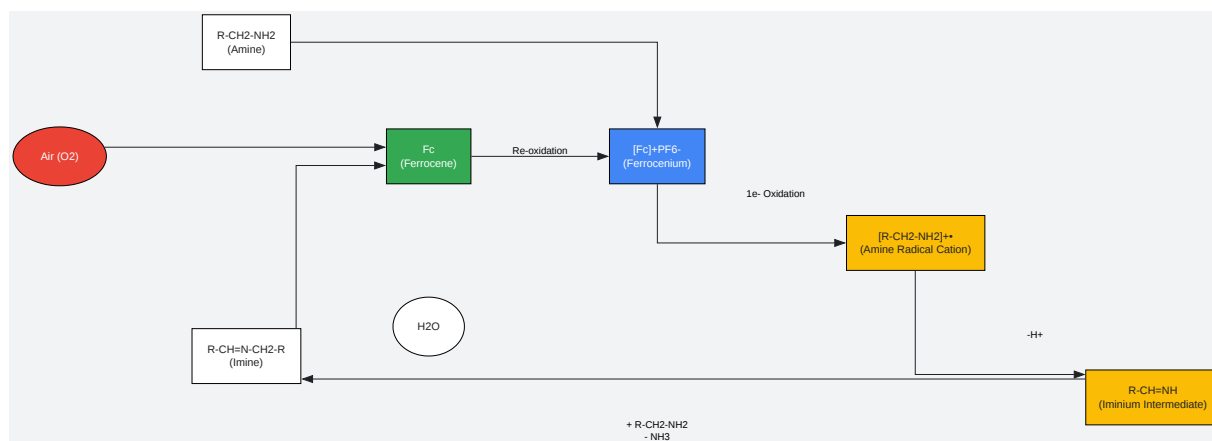 R-CH2-NH2
(Amine)
Air (O2)
Fc
(Ferrocene)
Re-oxidation
[Fc]+PF6-
(Ferrocenium)
1e- Oxidation
[R-CH2-NH2]+•
(Amine Radical Cation)
H2O
R-CH=N-CH2-R
(Imine)
-H+
R-CH=NH
(Iminium Intermediate)
+ R-CH2-NH2
- NH3